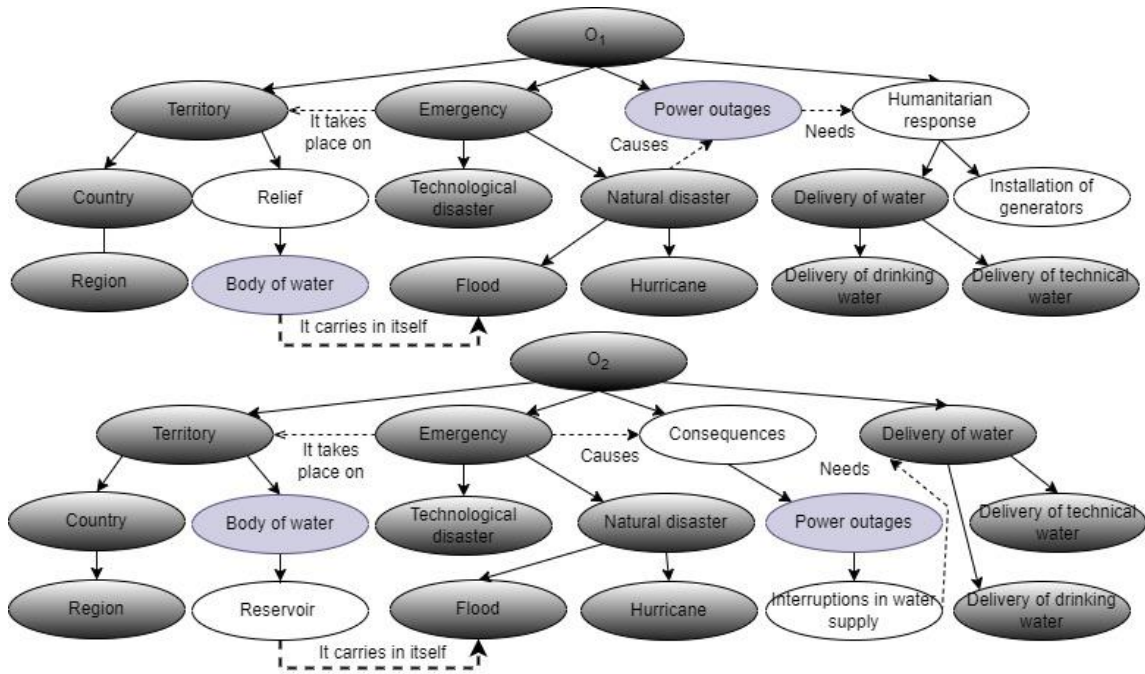 O1
Territory
It takes
place on
Emergency
Power outages
Causes
Needs
Humanitarian
response
Country
Relief
Technological
disaster
Natural disaster
Delivery of water
Installation of
generators
Region
Body of water
Flood
Hurricane
Delivery of drinking
water
Delivery of technical
water
It carries in itself
O2
Territory
It takes
place on
Emergency
Causes
Consequences
Delivery of water
Needs
Country
Body of water
Technological
disaster
Natural disaster
Power outages
Delivery of technical
water
Region
Reservoir
Flood
Hurricane
Interruptions in water
supply
Delivery of drinking
water
It carries in itself